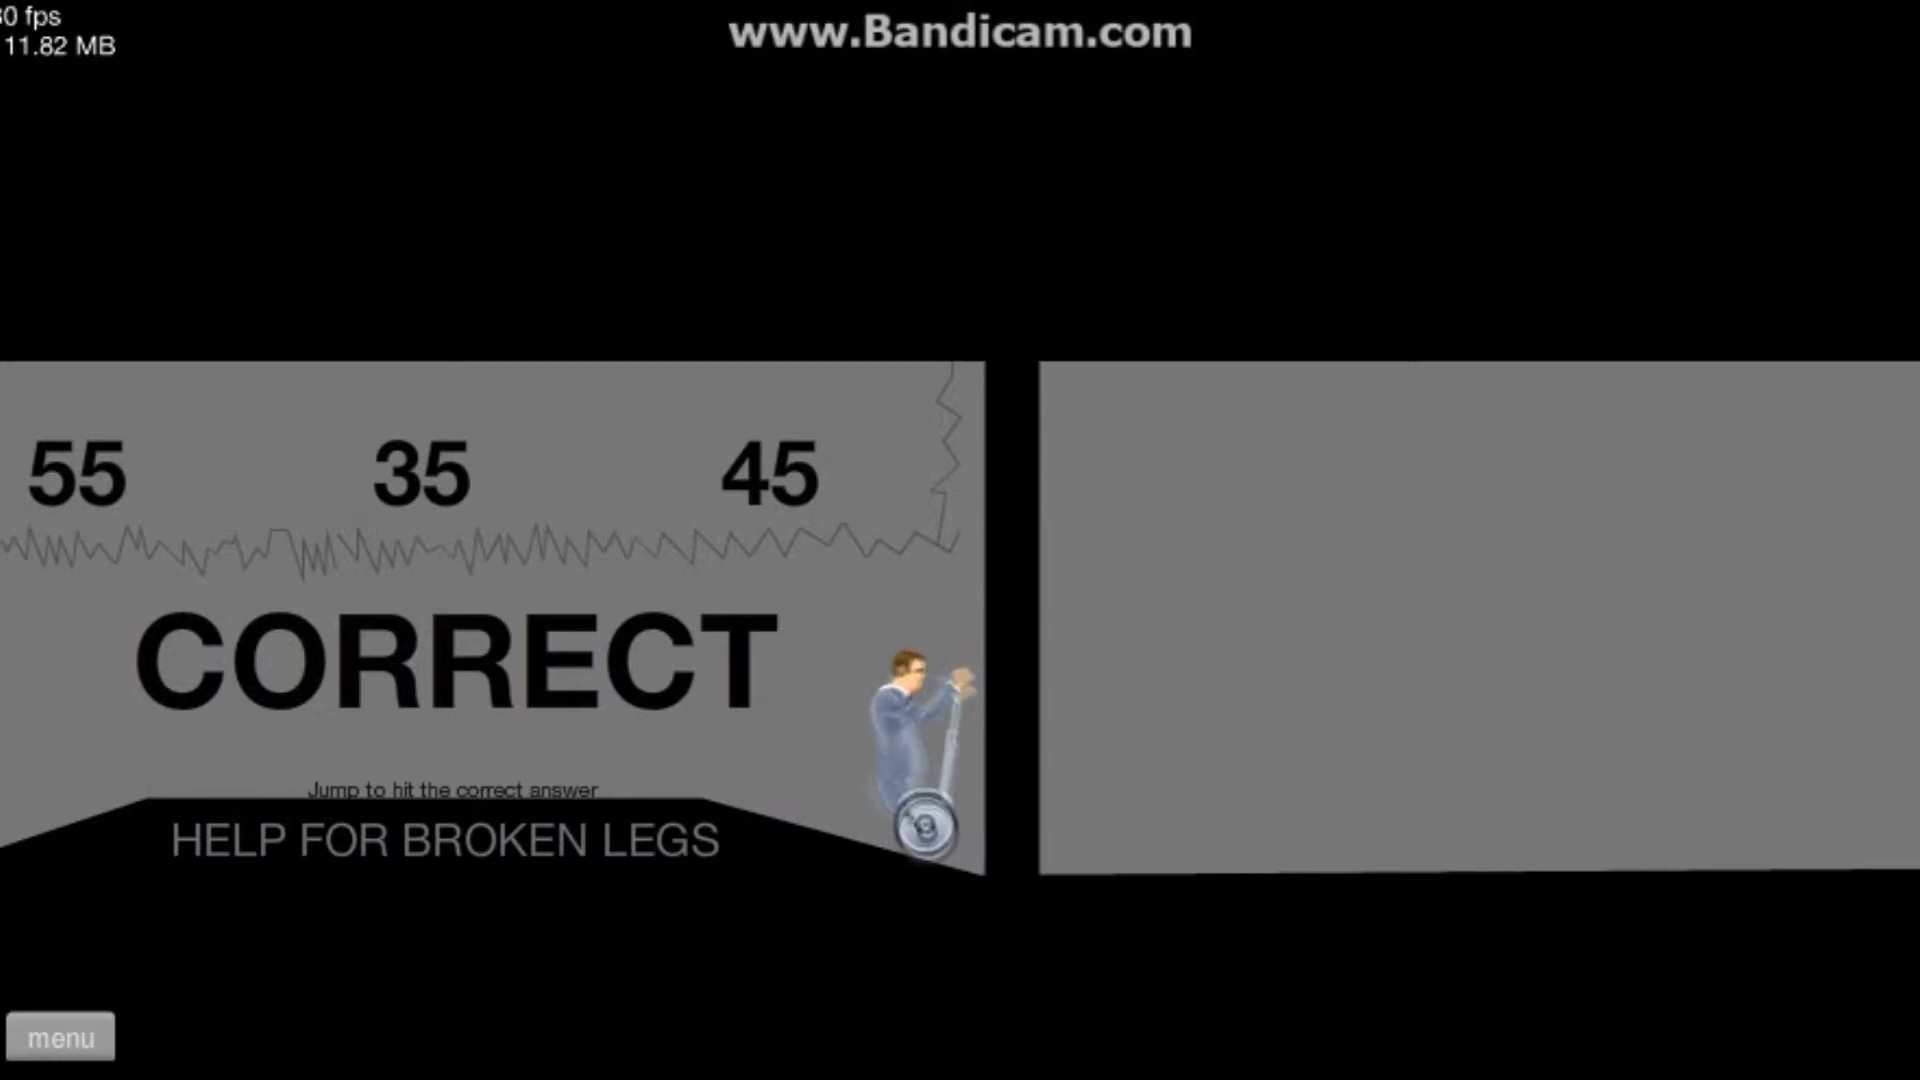 30 fps
11.82 MB
www.Bandicam.com
55 35 45
CORRECT
Jump to hit the correct answer
HELP FOR BROKEN LEGS
menu